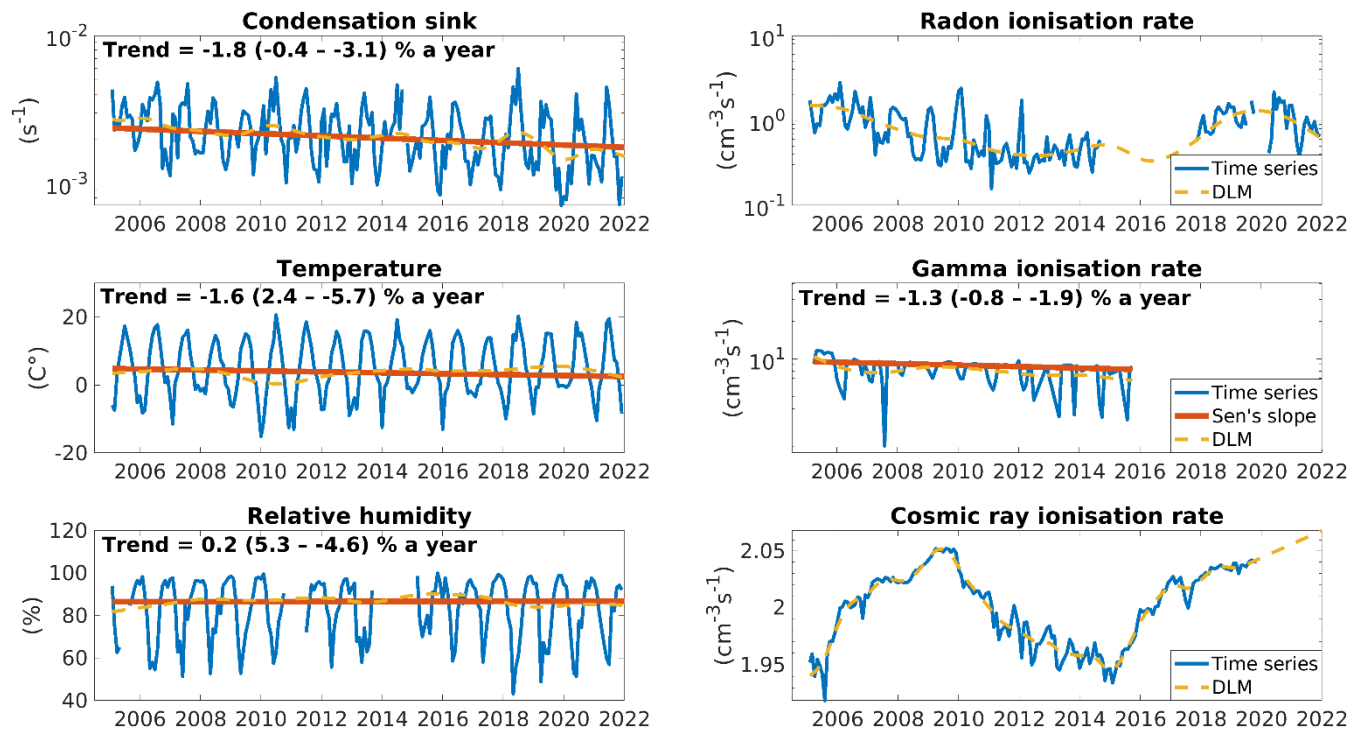 Condensation sink
Trend = -1.8 (-0.4 – -3.1) % a year
10⁻²
10⁻³
(s⁻¹)
2006 2008 2010 2012 2014 2016 2018 2020 2022
Radon ionisation rate
10¹
10⁰
10⁻¹
(cm⁻³s⁻¹)
Time series
DLM
2006 2008 2010 2012 2014 2016 2018 2020 2022
Temperature
Trend = -1.6 (2.4 – -5.7) % a year
20
0
-20
(C°)
2006 2008 2010 2012 2014 2016 2018 2020 2022
Gamma ionisation rate
Trend = -1.3 (-0.8 – -1.9) % a year
10¹
(cm⁻³s⁻¹)
Time series
Sen's slope
DLM
2006 2008 2010 2012 2014 2016 2018 2020 2022
Relative humidity
Trend = 0.2 (5.3 – -4.6) % a year
120
100
80
60
40
(%)
2006 2008 2010 2012 2014 2016 2018 2020 2022
Cosmic ray ionisation rate
2.05
2
1.95
(cm⁻³s⁻¹)
Time series
DLM
2006 2008 2010 2012 2014 2016 2018 2020 2022